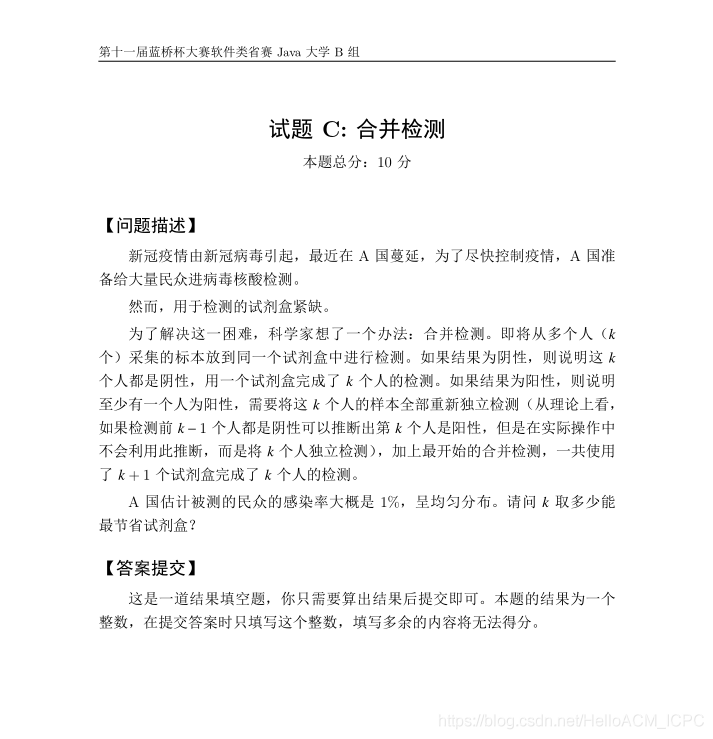 第十一届蓝桥杯大赛软件类省赛 Java 大学 B 组
试题 C: 合并检测
本题总分：10 分
【问题描述】
新冠疫情由新冠病毒引起，最近在 A 国蔓延，为了尽快控制疫情，A 国准
备给大量民众进病毒核酸检测。
然而，用于检测的试剂盒紧缺。
为了解决这一困难，科学家想了一个办法：合并检测。即将从多个人（k
个）采集的标本放到同一个试剂盒中进行检测。如果结果为阴性，则说明这 k
个人都是阴性，用一个试剂盒完成了 k 个人的检测。如果结果为阳性，则说明
至少有一个人为阳性，需要将这 k 个人的样本全部重新独立检测（从理论上看，
如果检测前 k − 1 个人都是阴性可以推断出第 k 个人是阳性，但是在实际操作中
不会利用此推断，而是将 k 个人独立检测），加上最开始的合并检测，一共使用
了 k + 1 个试剂盒完成了 k 个人的检测。
A 国估计被测的民众的感染率大概是 1%，呈均匀分布。请问 k 取多少能
最节省试剂盒？
【答案提交】
这是一道结果填空题，你只需要算出结果后提交即可。本题的结果为一个
整数，在提交答案时只填写这个整数，填写多余的内容将无法得分。
https://blog.csdn.net/HelloACM_ICPC